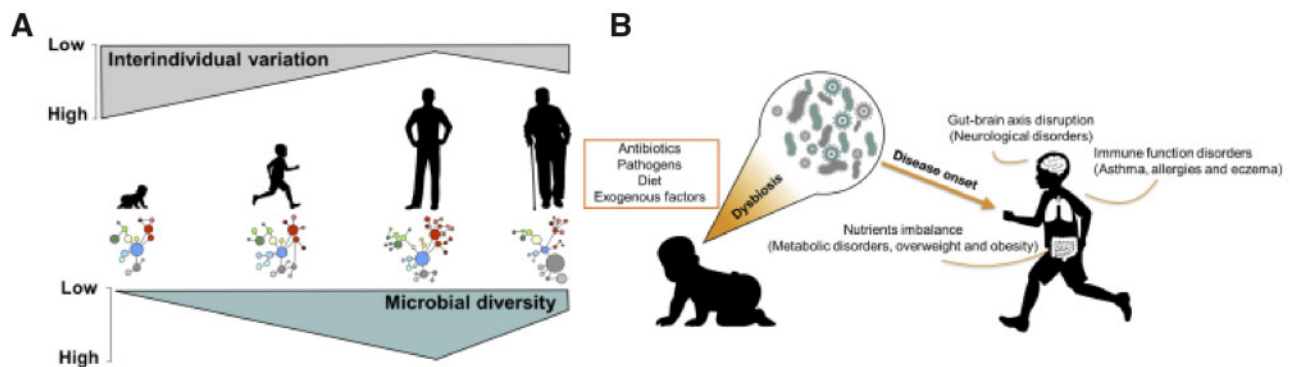 A
Low
Interindividual variation
High
Low
Microbial diversity
High
B
Antibiotics
Pathogens
Diet
Exogenous factors
Dysbiosis
Disease onset
Gut-brain axis disruption
(Neurological disorders)
Immune function disorders
(Asthma, allergies and eczema)
Nutrients imbalance
(Metabolic disorders, overweight and obesity)